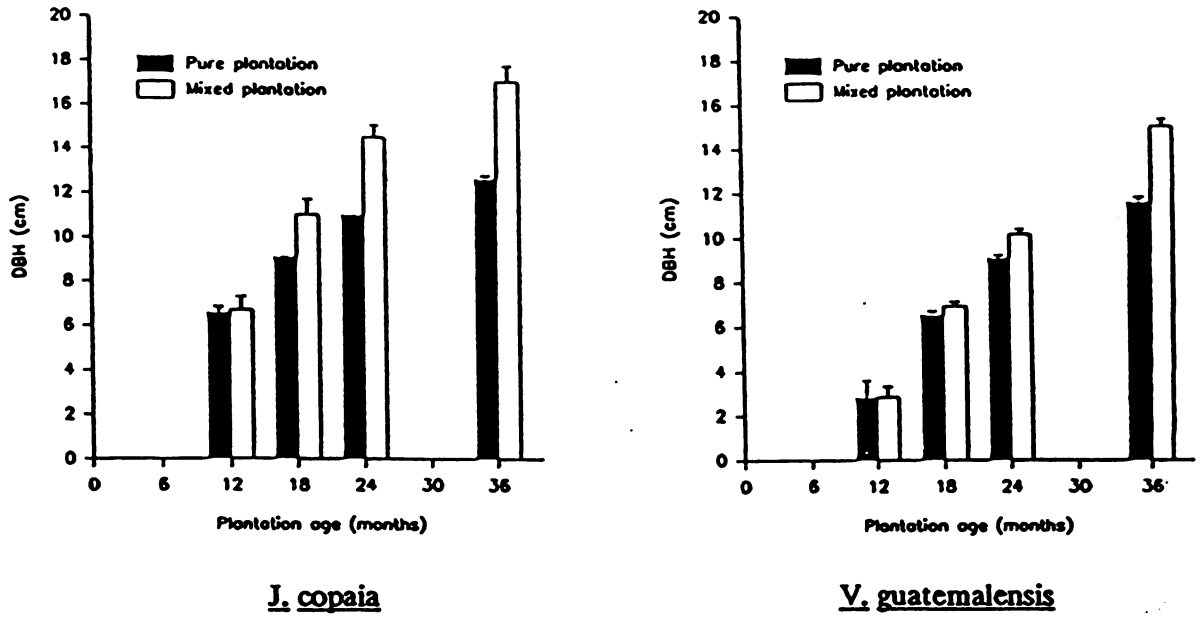 20
18
16
14
12
10
8
6
4
2
0
DBH (cm)
Pure plantation
Mixed plantation
0 6 12 18 24 30 36
Plantation age (months)
J. copaia
20
18
16
14
12
10
8
6
4
2
0
DBH (cm)
Pure plantation
Mixed plantation
0 6 12 18 24 30 36
Plantation age (months)
V. guatemalensis